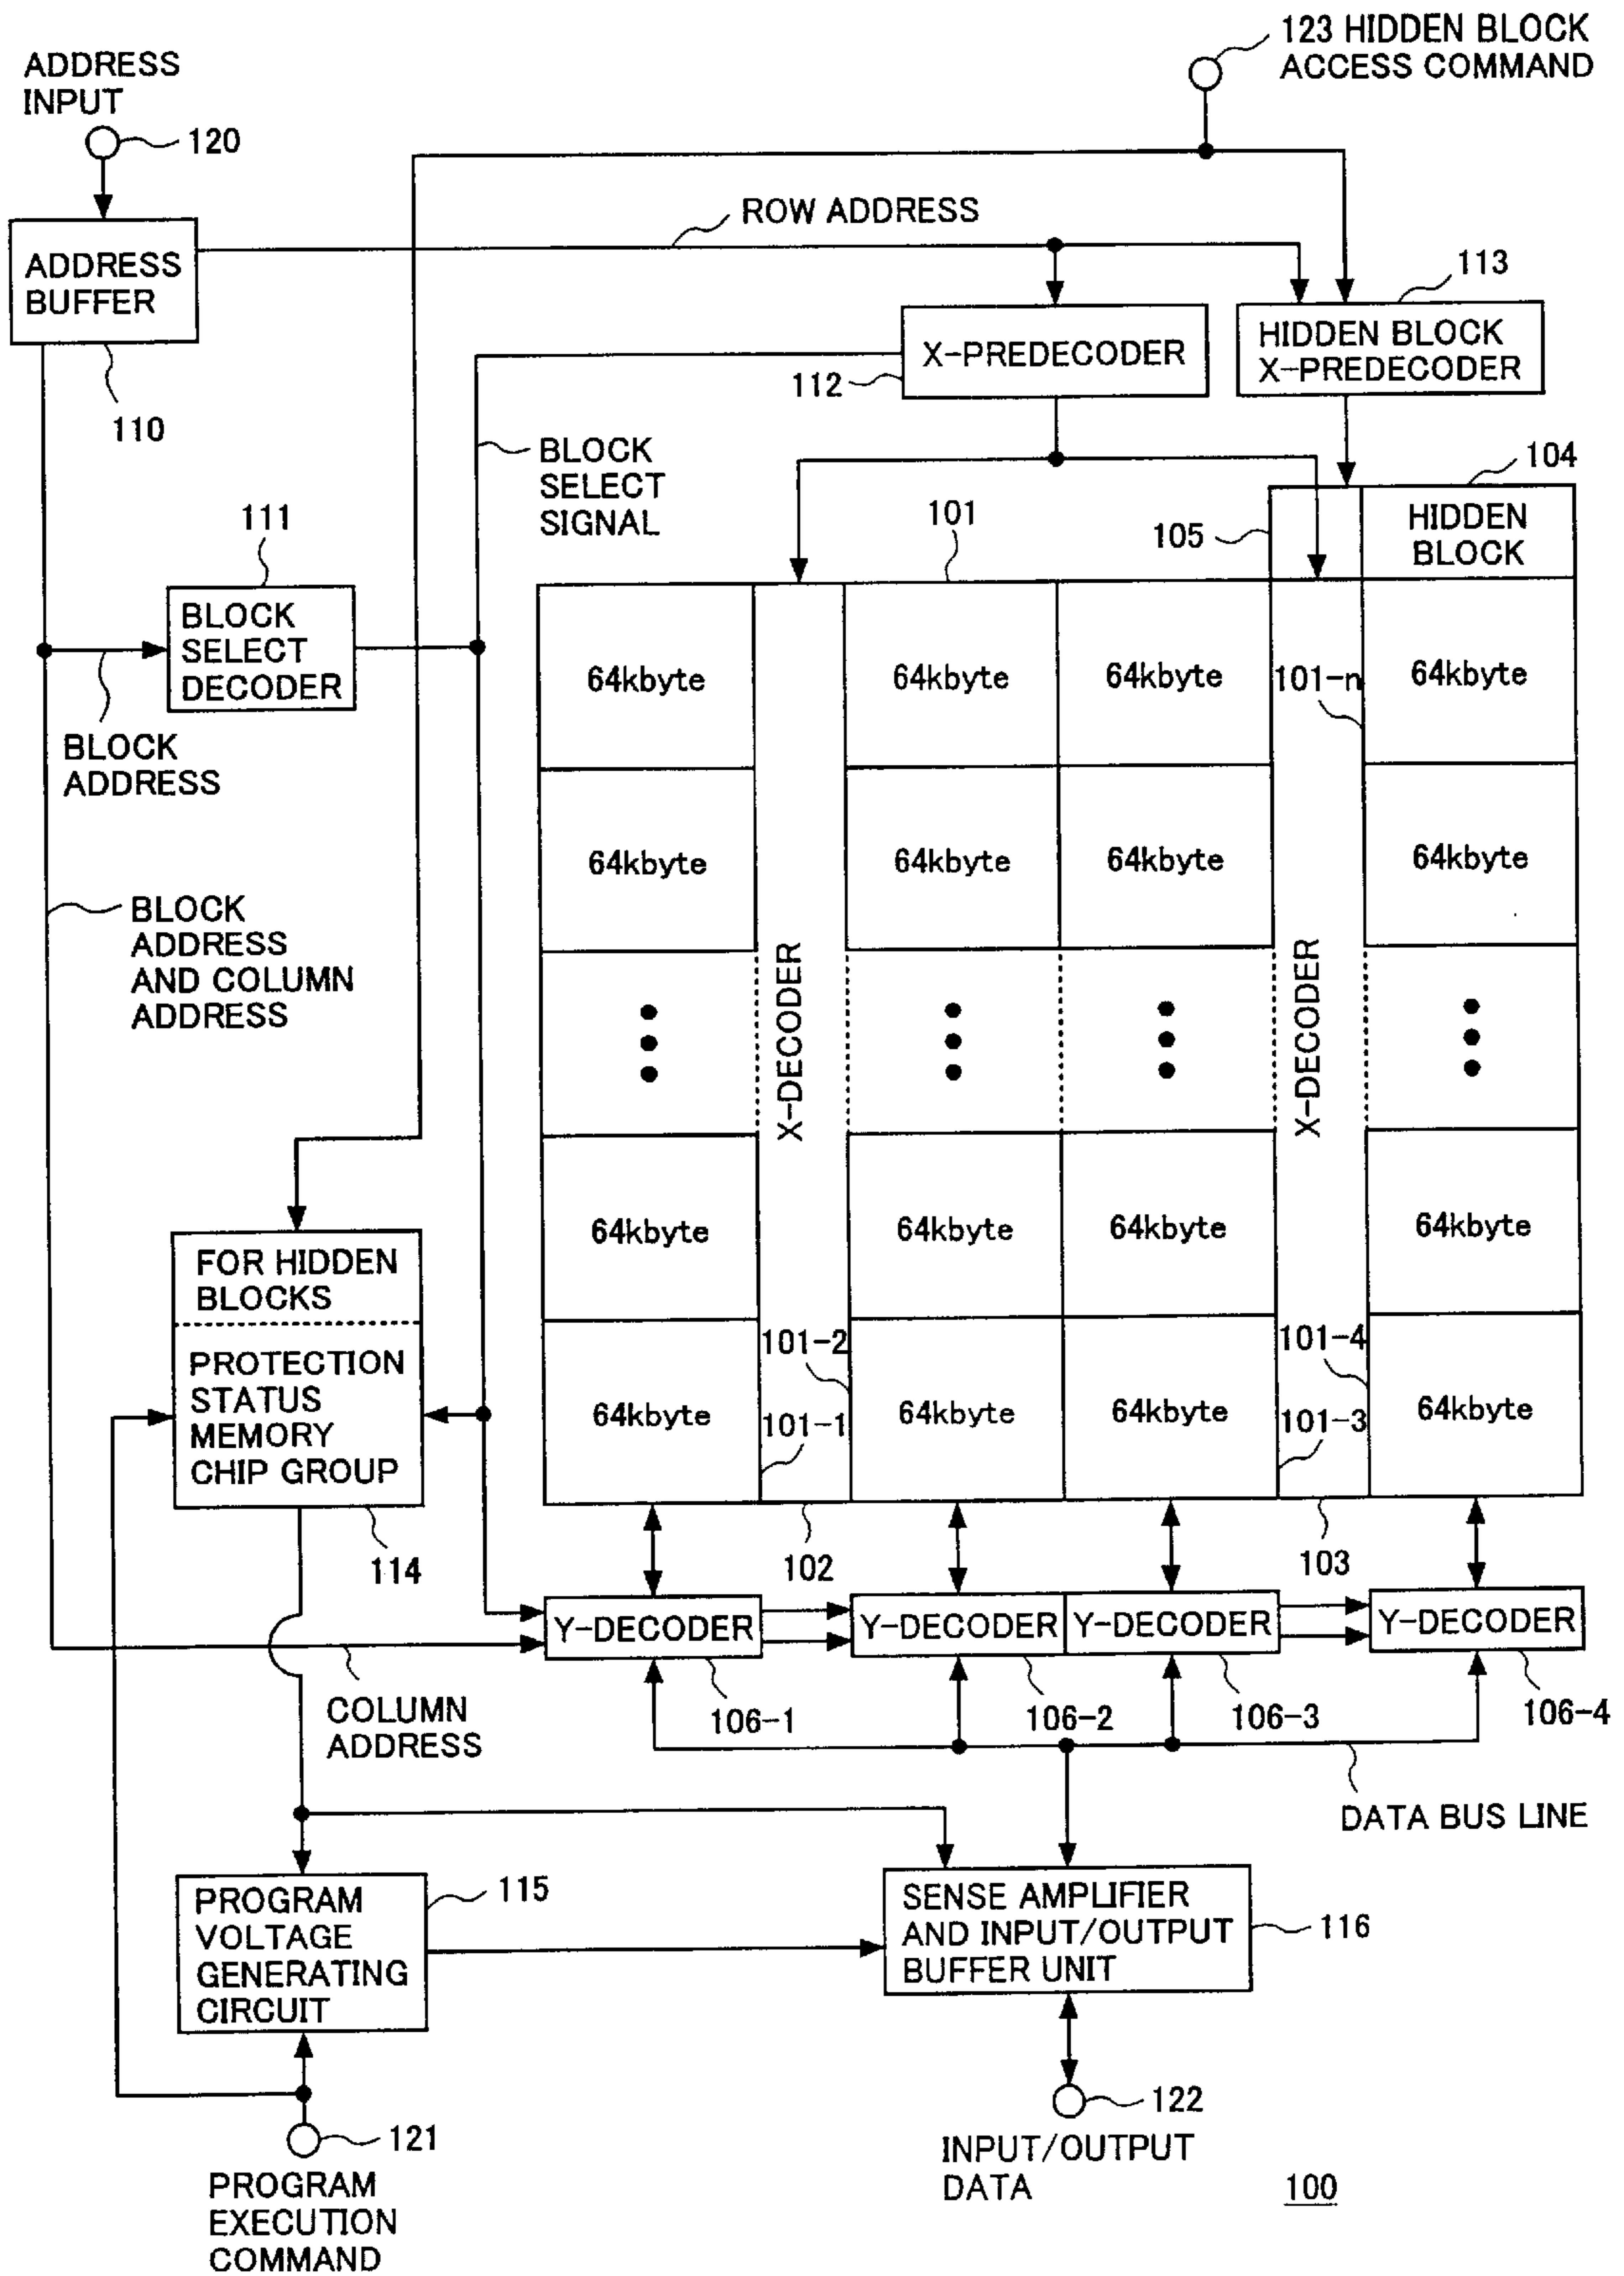 123 HIDDEN BLOCK
ACCESS COMMAND
ADDRESS
INPUT
120
ROW ADDRESS
ADDRESS
BUFFER
110
113
X-PREDECODER
112
HIDDEN BLOCK
X-PREDECODER
BLOCK
SELECT
SIGNAL
104
105
HIDDEN
BLOCK
101
111
BLOCK
SELECT
DECODER
BLOCK
ADDRESS
64kbyte
64kbyte
64kbyte
101-n
64kbyte
64kbyte
64kbyte
64kbyte
64kbyte
BLOCK
ADDRESS
AND COLUMN
ADDRESS
X-DECODER
X-DECODER
64kbyte
64kbyte
64kbyte
64kbyte
FOR HIDDEN
BLOCKS
PROTECTION
STATUS
MEMORY
CHIP GROUP
114
101-2
101-4
64kbyte
101-1
64kbyte
64kbyte
101-3
64kbyte
102
103
Y-DECODER
Y-DECODER
Y-DECODER
Y-DECODER
106-1
106-2
106-3
106-4
COLUMN
ADDRESS
DATA BUS LINE
PROGRAM
VOLTAGE
GENERATING
CIRCUIT
115
SENSE AMPLIFIER
AND INPUT/OUTPUT
BUFFER UNIT
116
121
PROGRAM
EXECUTION
COMMAND
122
INPUT/OUTPUT
DATA
100